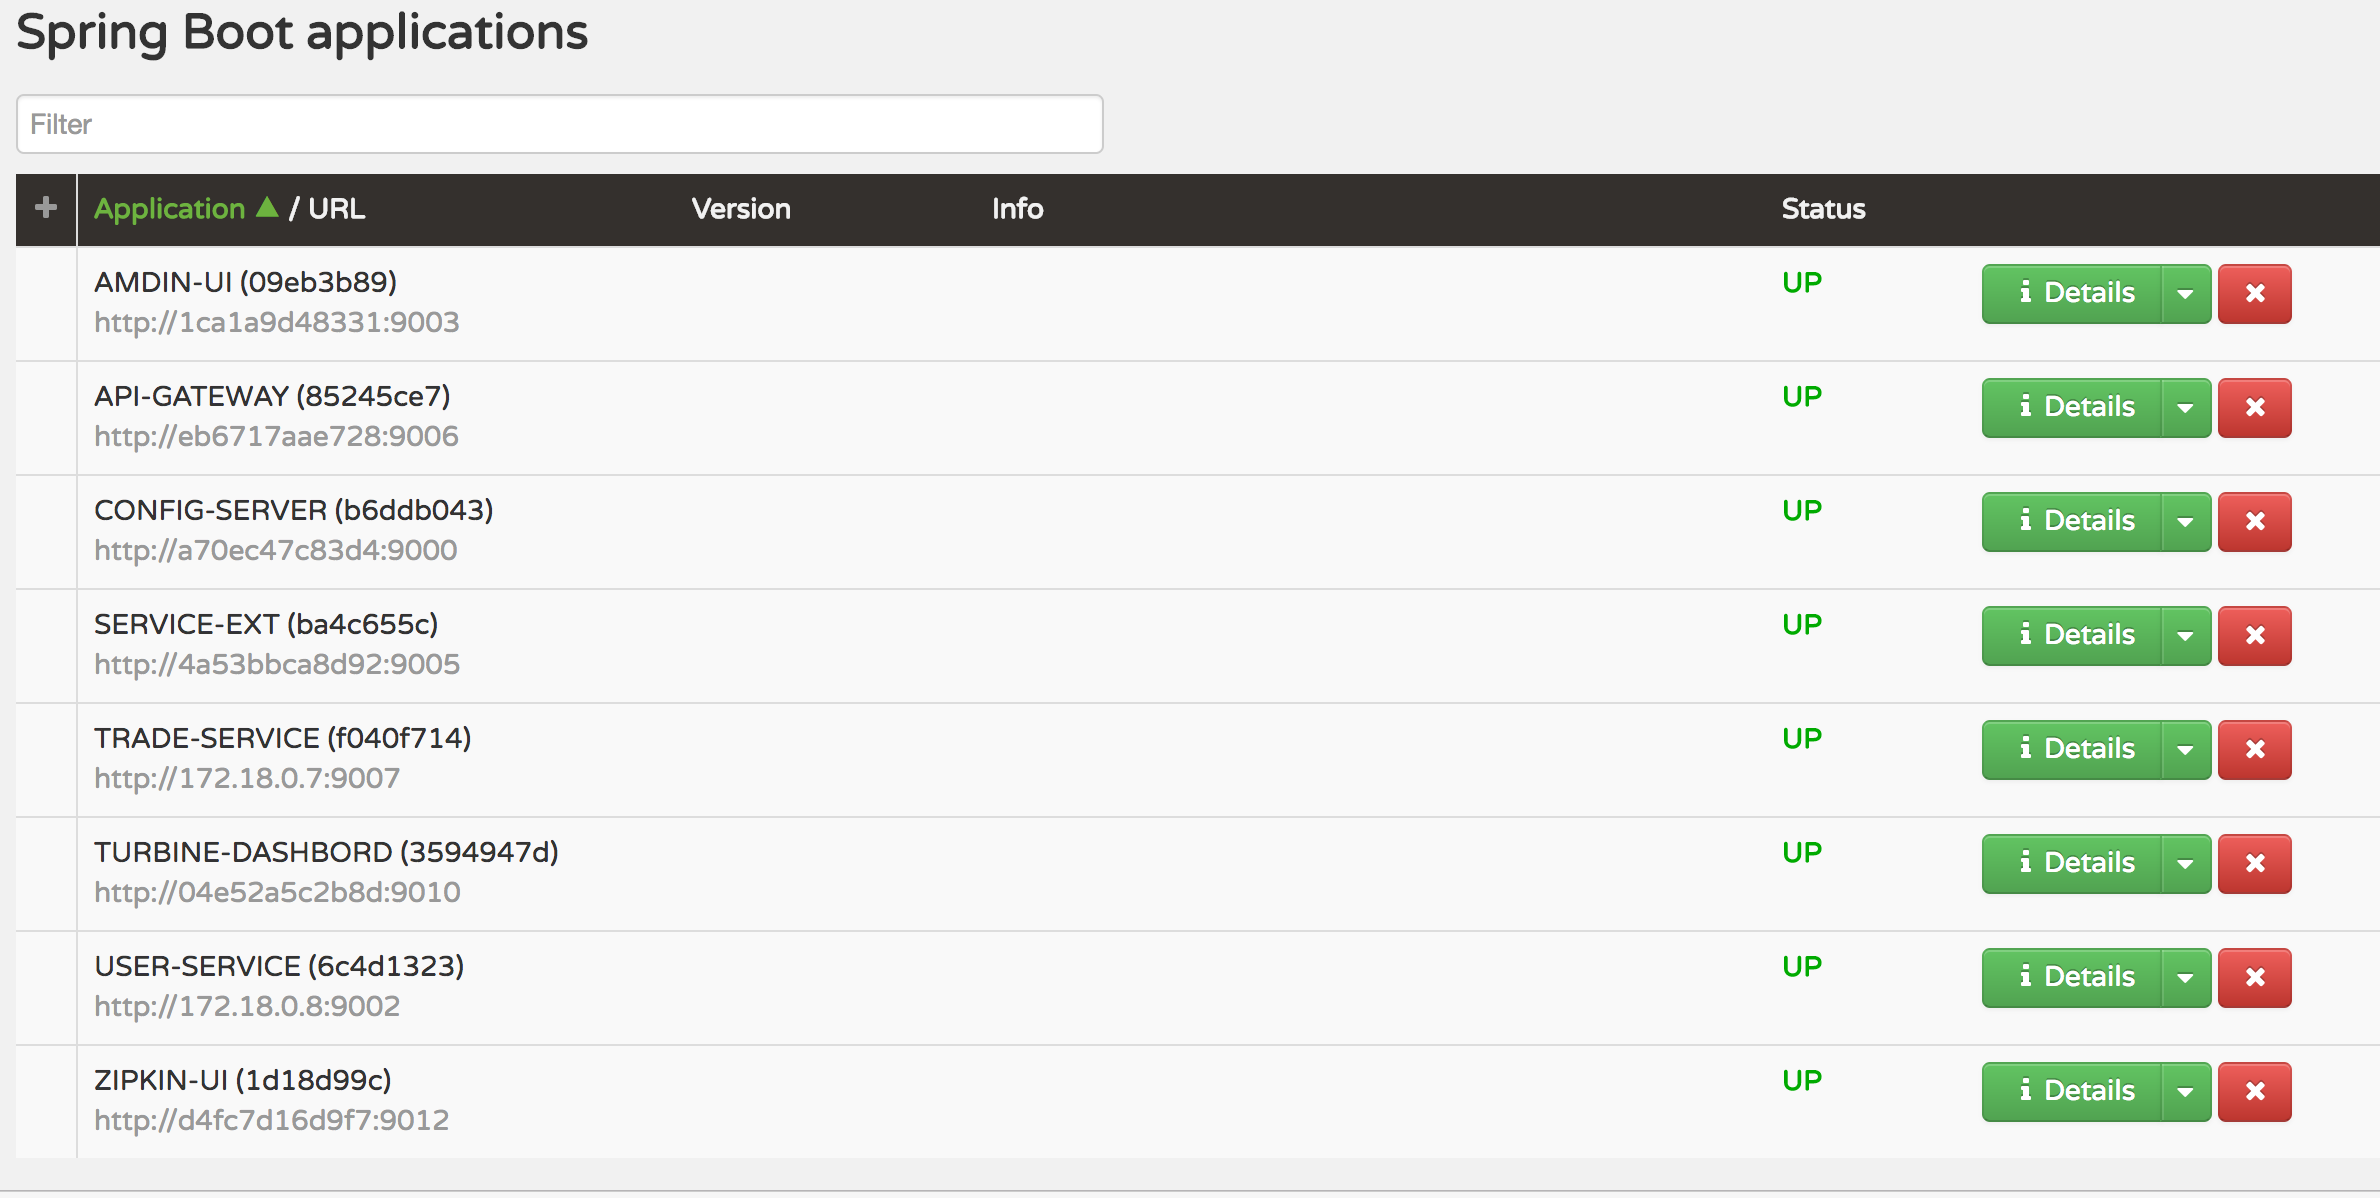 Spring Boot applications
Filter
Application / URL Version Info Status
AMDIN-UI (09eb3b89) UP Details
http://1ca1a9d48331:9003
API-GATEWAY (85245ce7) UP Details
http://eb6717aae728:9006
CONFIG-SERVER (b6ddb043) UP Details
http://a70ec47c83d4:9000
SERVICE-EXT (ba4c655c) UP Details
http://4a53bbca8d92:9005
TRADE-SERVICE (f040f714) UP Details
http://172.18.0.7:9007
TURBINE-DASHBORD (3594947d) UP Details
http://04e52a5c2b8d:9010
USER-SERVICE (6c4d1323) UP Details
http://172.18.0.8:9002
ZIPKIN-UI (1d18d99c) UP Details
http://d4fc7d16d9f7:9012